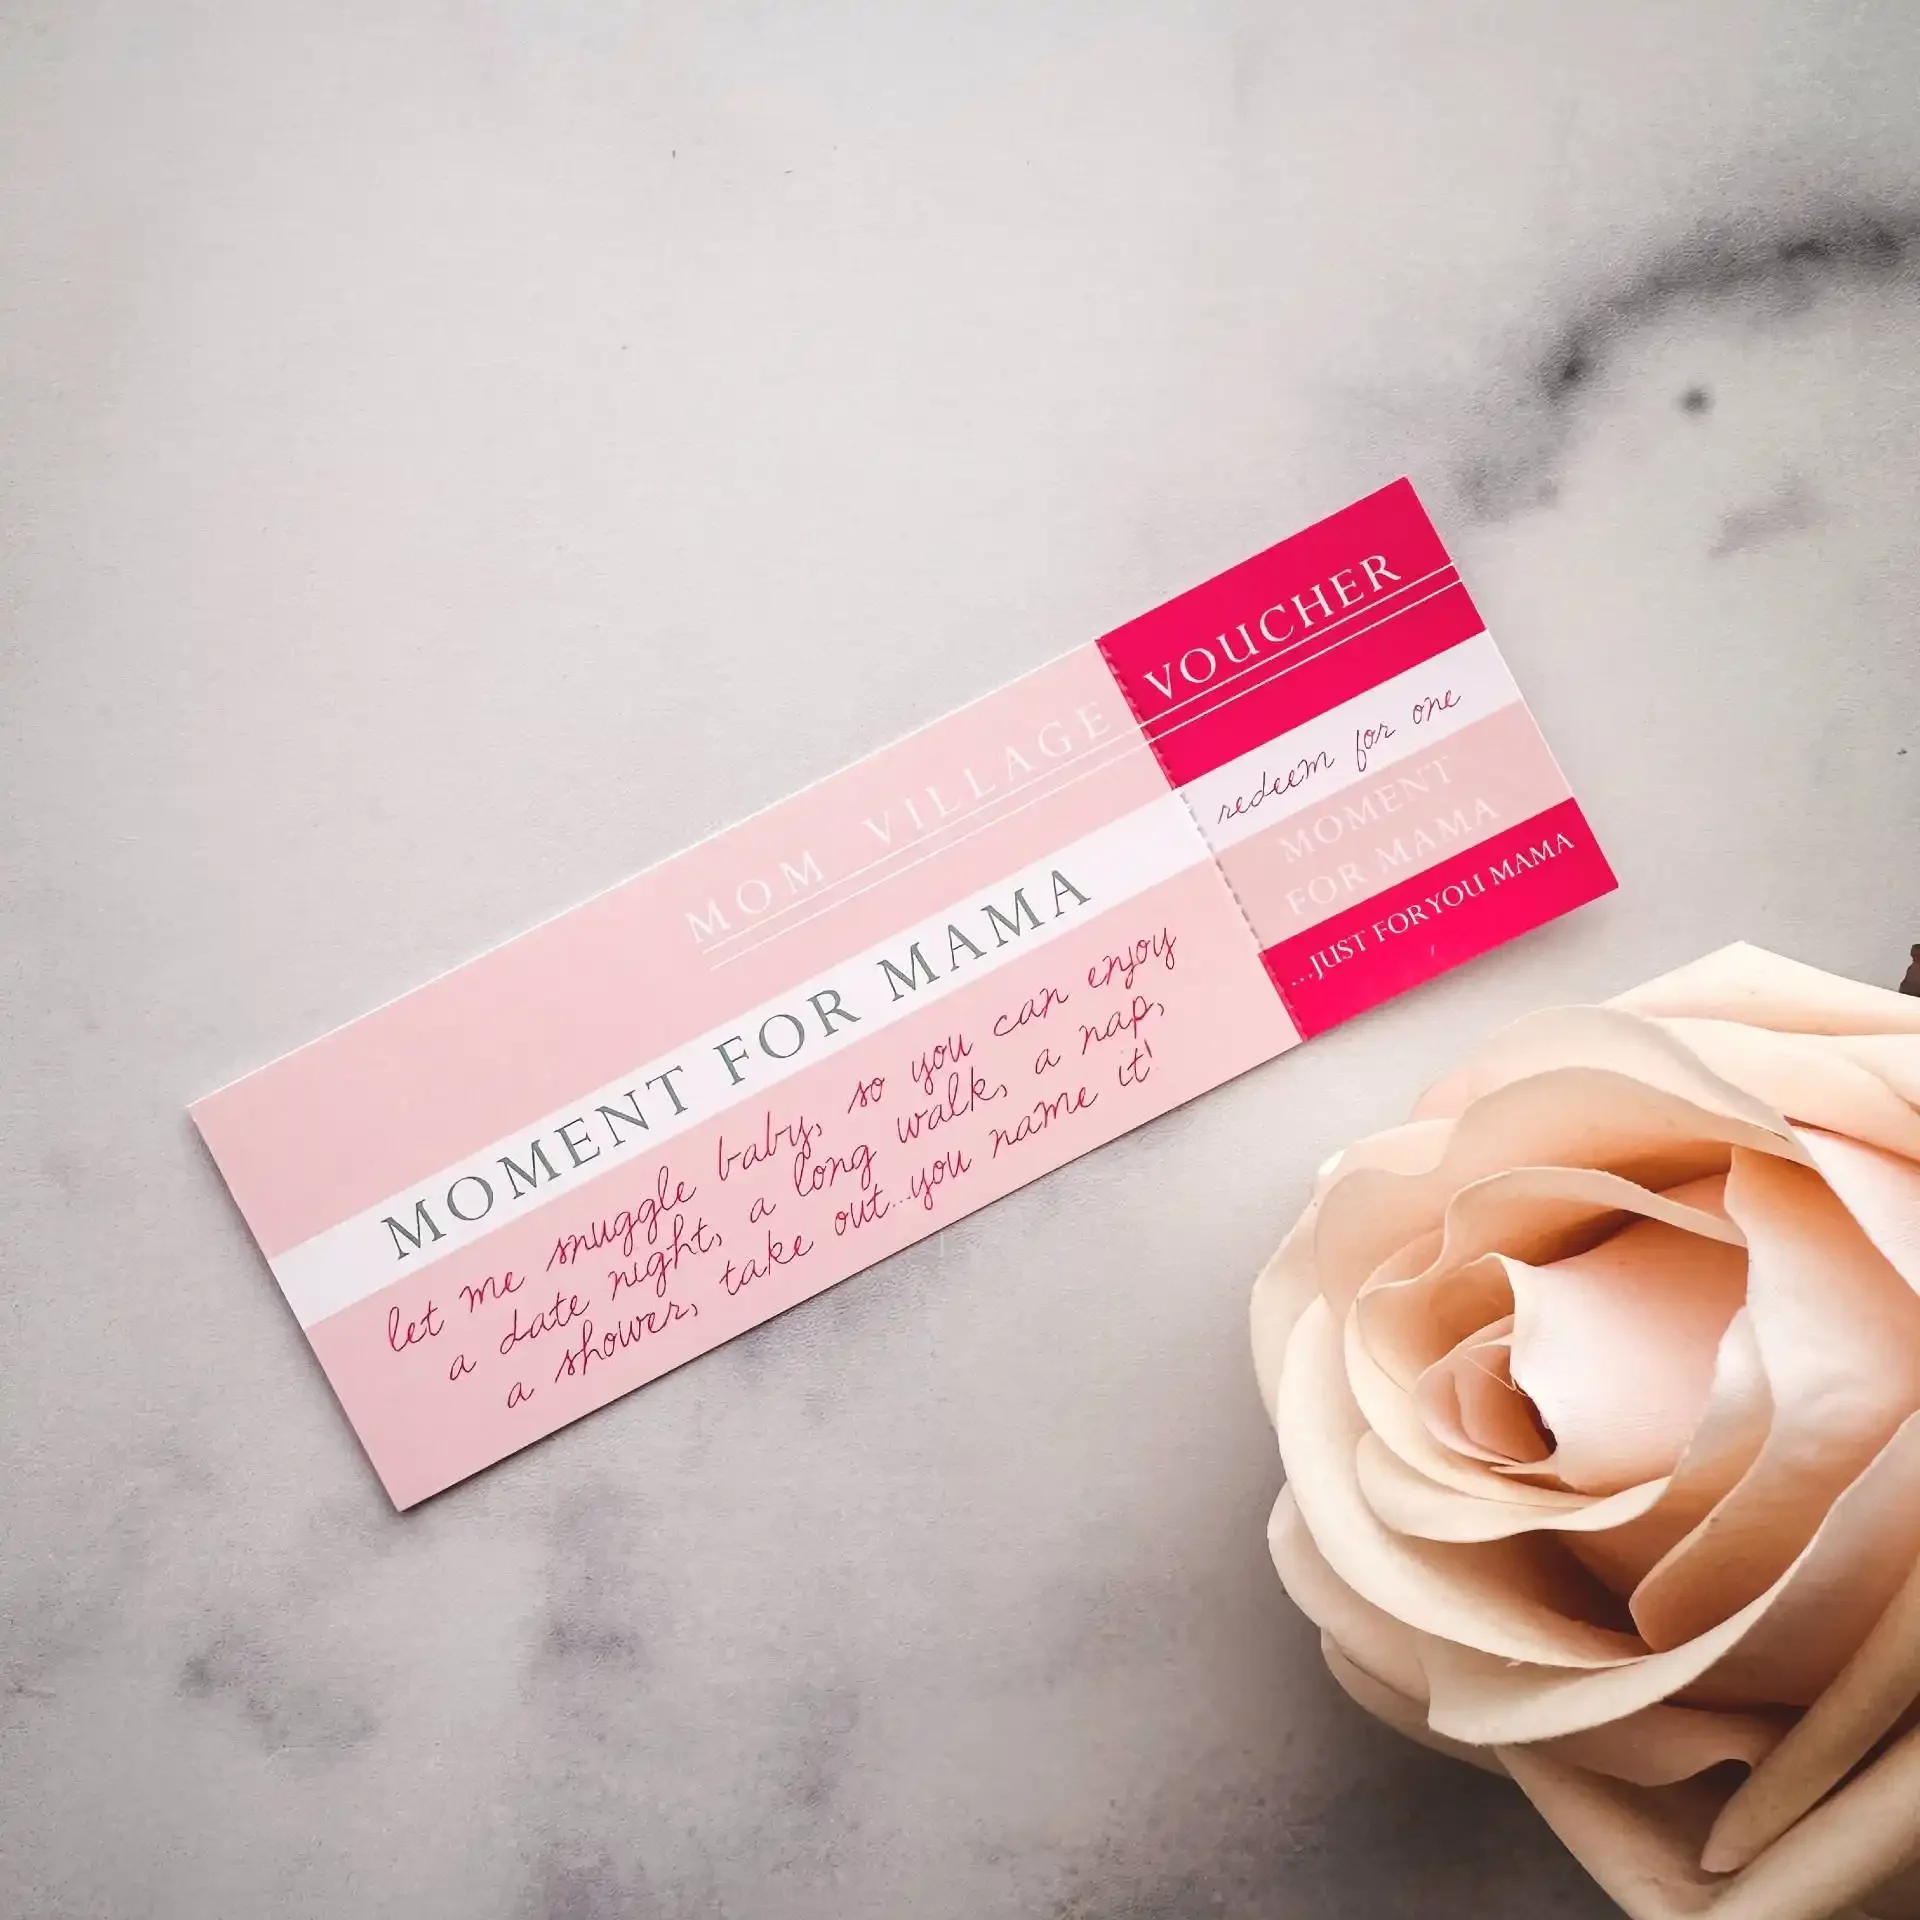 MOM VILLAGE
MOMENT FOR MAMA
let me snuggle baby, so you can enjoy
a date night, a long walk, a nap,
a shower, take out...you name it!
VOUCHER
redeem for one
MOMENT
FOR MAMA
...JUST FOR YOU MAMA